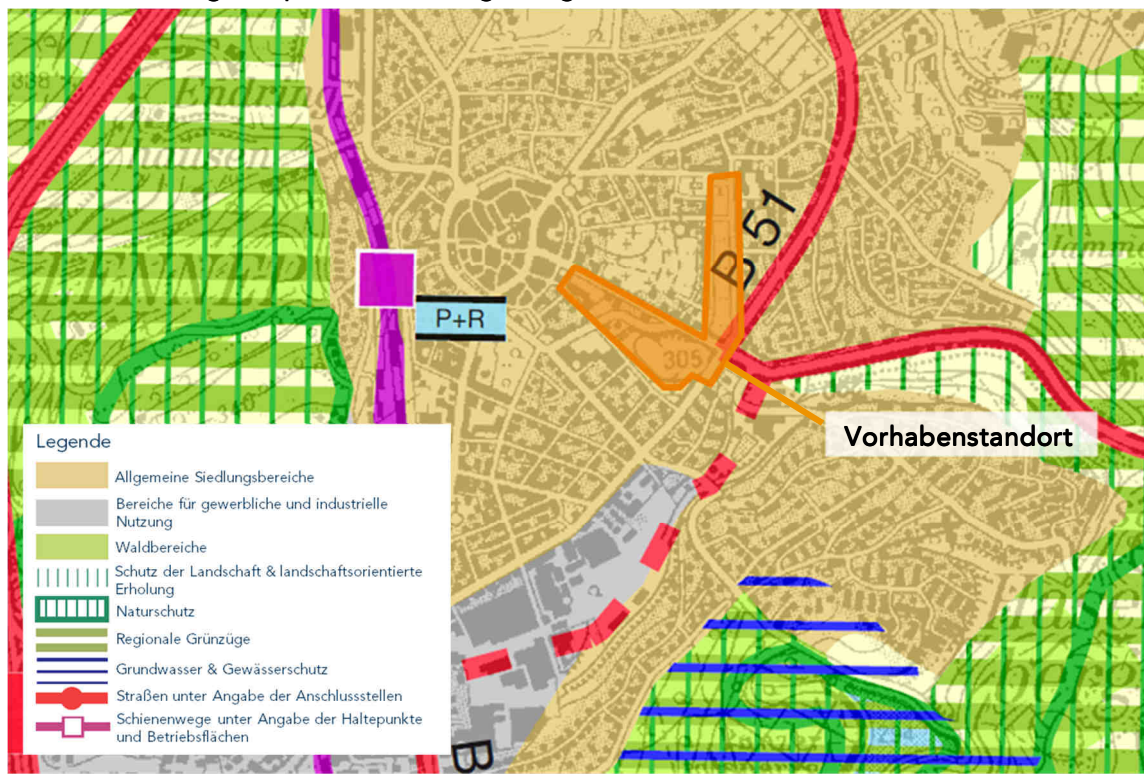 B 51
P+R
305
Vorhabenstandort
Legende
Allgemeine Siedlungsbereiche
Bereiche für gewerbliche und industrielle
Nutzung
Waldbereiche
Schutz der Landschaft & landschaftsorientierte
Erholung
Naturschutz
Regionale Grünzüge
Grundwasser & Gewässerschutz
Straßen unter Angabe der Anschlussstellen
Schienenwege unter Angabe der Haltepunkte
und Betriebsflächen
B